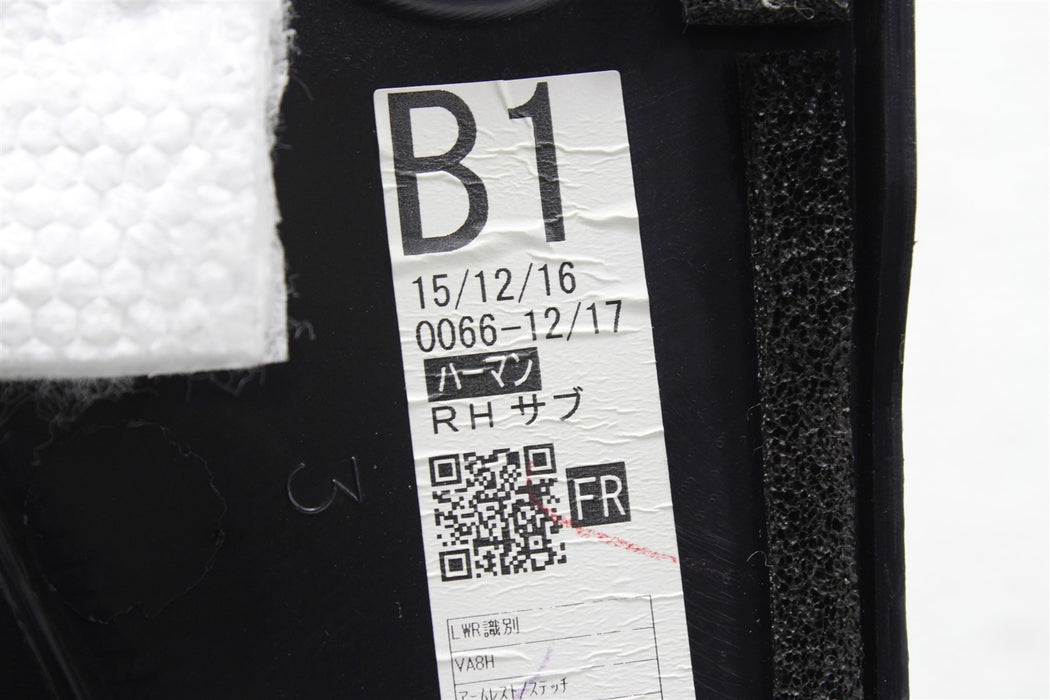 B1
15/12/16
0066-12/17
ハーマン
RH サブ
FR
LWR識別
VA8H
アームレスト/ステッチ